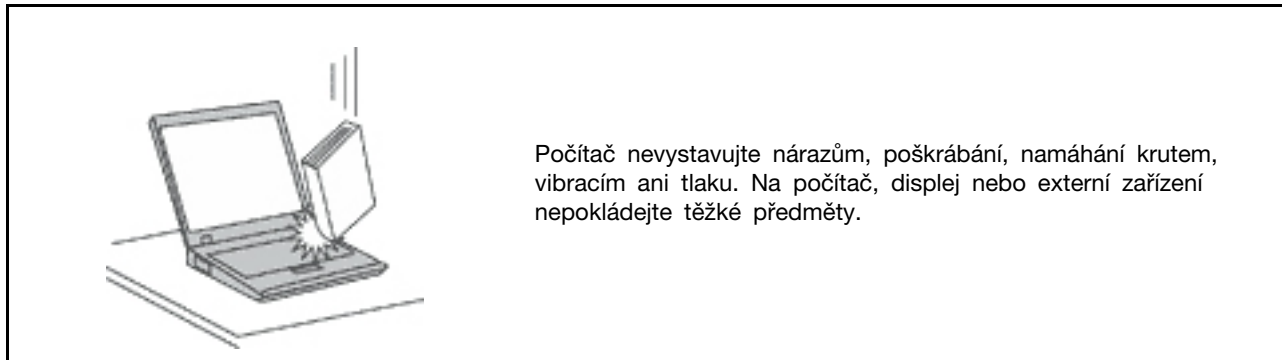 Počítač nevystavujte nárazům, poškrábání, namáhání krutem,
vibracím ani tlaku. Na počítač, displej nebo externí zařízení
nepokládejte těžké předměty.